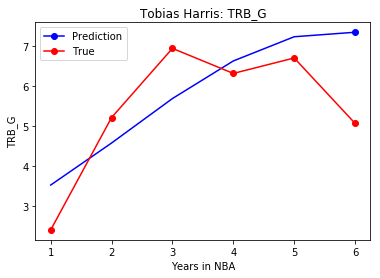 Tobias Harris: TRB_G
Prediction
True
7
6
5
4
3
TRB_G
1 2 3 4 5 6
Years in NBA